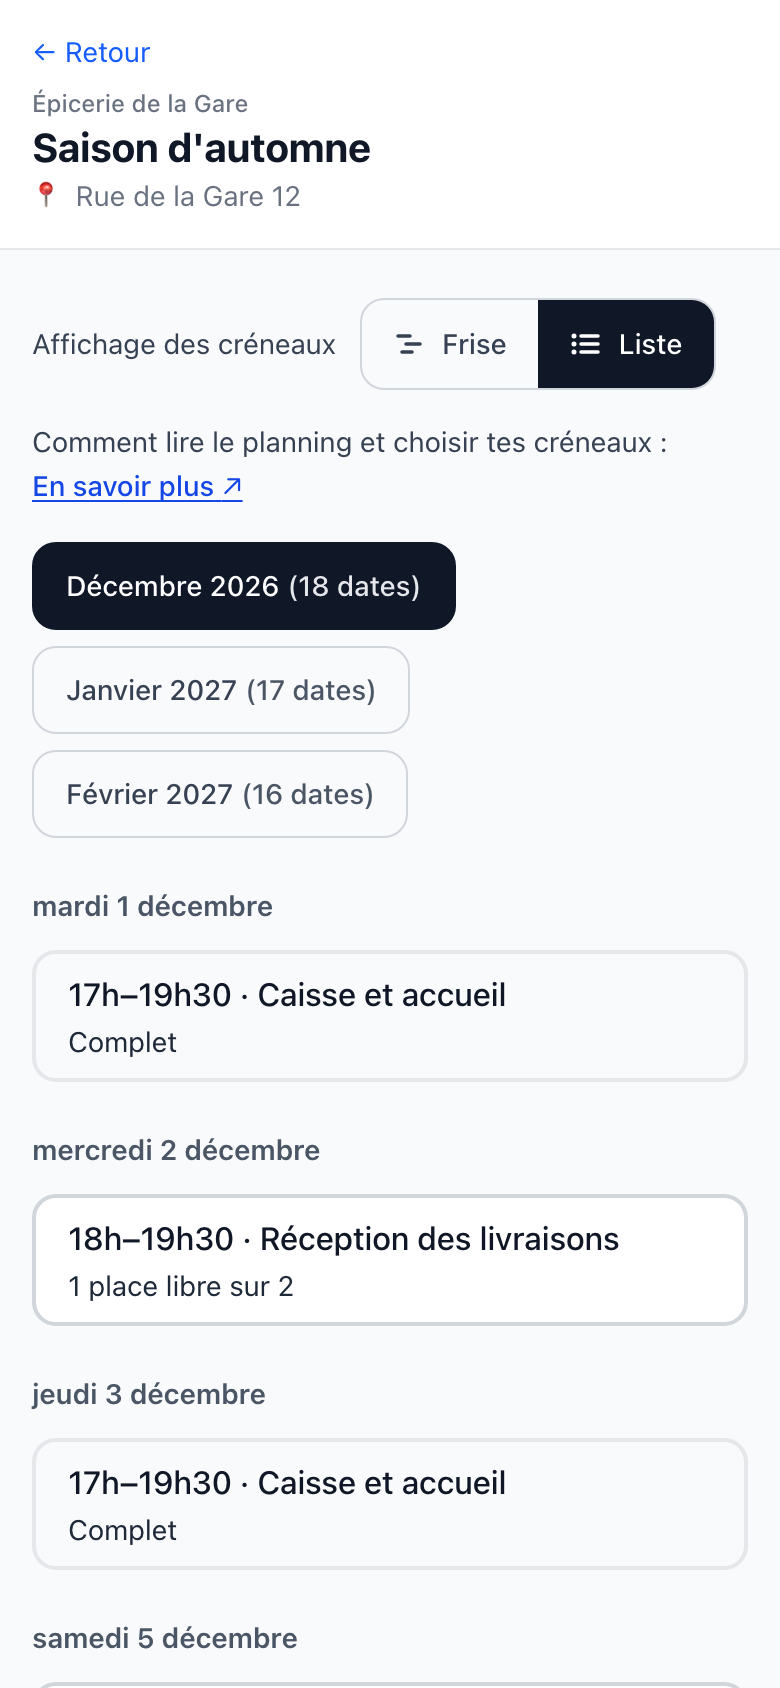 ← Retour
Épicerie de la Gare
Saison d'automne
📍 Rue de la Gare 12
Affichage des créneaux
Frise
Liste
Comment lire le planning et choisir tes créneaux :
En savoir plus ↗
Décembre 2026 (18 dates)
Janvier 2027 (17 dates)
Février 2027 (16 dates)
mardi 1 décembre
17h–19h30 · Caisse et accueil
Complet
mercredi 2 décembre
18h–19h30 · Réception des livraisons
1 place libre sur 2
jeudi 3 décembre
17h–19h30 · Caisse et accueil
Complet
samedi 5 décembre